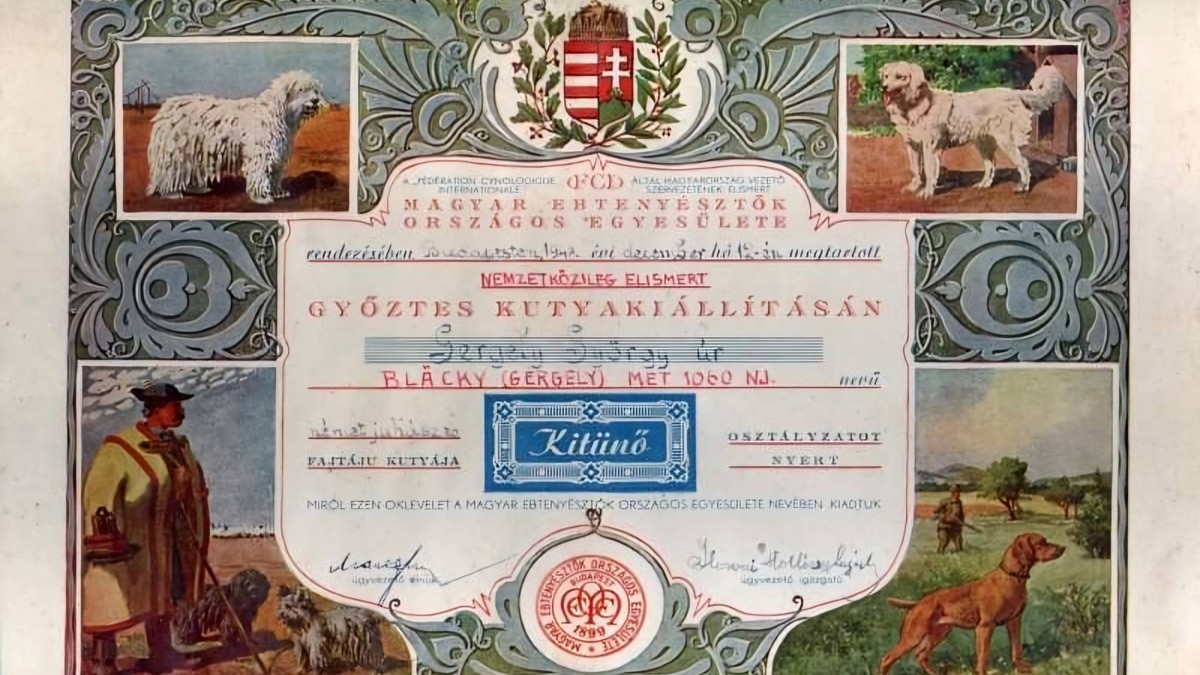 A „FÉDÉRATION CYNOLOGIQUE INTERNATIONALE (FCI) ÁLTAL MAGYARORSZÁG VEZETŐ SZERVEZETÉNEK ELISMERT
MAGYAR EBTENYÉSZTŐK
ORSZÁGOS EGYESÜLETE
rendezésében Budapesten, 194 évi december hó 12-én megtartott
NEMZETKÖZILEG ELISMERT
GYŐZTES KUTYAKIÁLLÍTÁSÁN
Gergely György úr
BLÄCKY (GERGELY) MET 1060 NJ. nevű
német juhász
FAJTÁJU KUTYÁJA
Kitünő
OSZTÁLYZATOT
NYERT
MIRŐL EZEN OKLEVELET A MAGYAR EBTENYÉSZTŐK ORSZÁGOS EGYESÜLETE NEVÉBEN KIADTUK
ügyvezető elnök
ügyvezető igazgató
MAGYAR EBTENYÉSZTŐK ORSZÁGOS EGYESÜLETE
BUDAPEST
1899